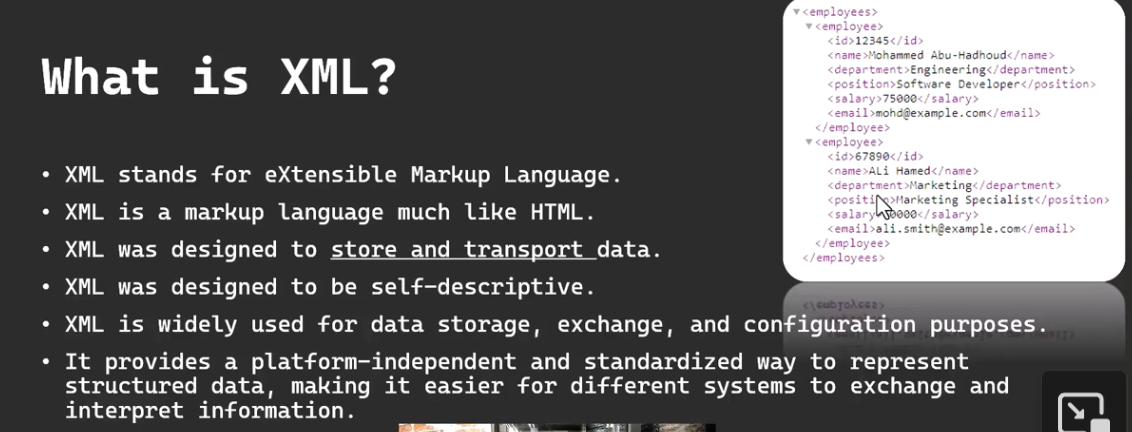 What is XML?
• XML stands for eXtensible Markup Language.
• XML is a markup language much like HTML.
• XML was designed to store and transport data.
• XML was designed to be self-descriptive.
• XML is widely used for data storage, exchange, and configuration purposes.
• It provides a platform-independent and standardized way to represent
structured data, making it easier for different systems to exchange and
interpret information.
▼<employees>
▼<employee>
<id>12345</id>
<name>Mohammed Abu-Hadhoud</name>
<department>Engineering</department>
<position>Software Developer</position>
<salary>75000</salary>
<email>mohd@example.com</email>
</employee>
▼<employee>
<id>67890</id>
<name>ALi Hamed</name>
<department>Marketing</department>
Marketing Specialist</position>
</salary>
<email>ali.smith@example.com</email>
</employee>
</employees>